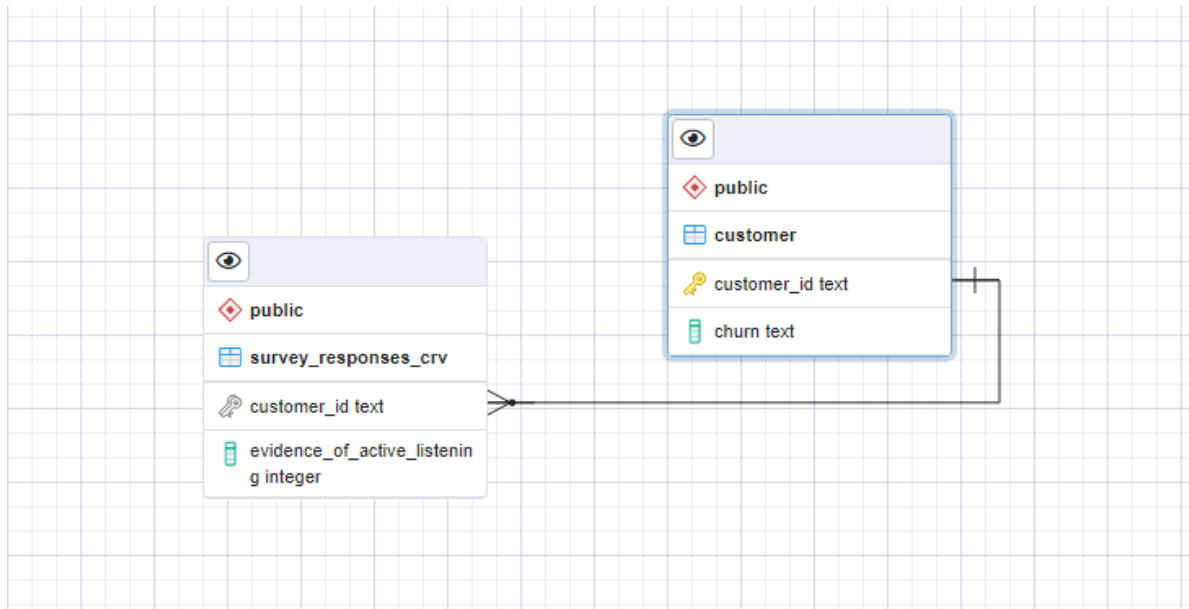 public
customer
customer_id text
churn text
public
survey_responses_crv
customer_id text
evidence_of_active_listenin
g integer